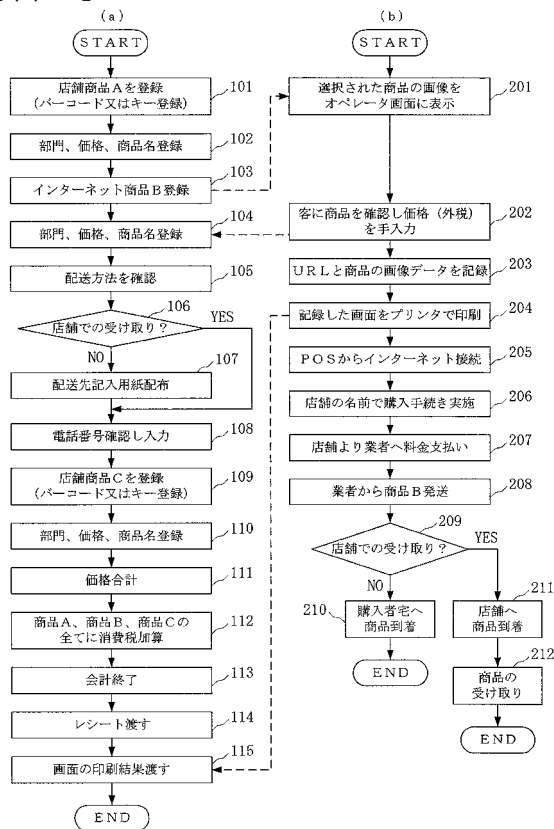 (a)
START
店舗商品Aを登録
(バーコード又はキー登録)
101
部門、価格、商品名登録
102
103
インターネット商品B登録
104
部門、価格、商品名登録
配送方法を確認
105
106
店舗での受け取り?
YES
NO
107
配送先記入用紙配布
電話番号確認し入力
108
店舗商品Cを登録
(バーコード又はキー登録)
109
部門、価格、商品名登録
110
価格合計
111
商品A、商品B、商品Cの
全てに消費税加算
112
会計終了
113
レシート渡す
114
画面の印刷結果渡す
115
END
(b)
START
選択された商品の画像を
オペレータ画面に表示
201
客に商品を確認し価格(外税)
を手入力
202
URLと商品の画像データを記録
203
記録した画面をプリンタで印刷
204
POSからインターネット接続
205
店舗の名前で購入手続き実施
206
店舗より業者へ料金支払い
207
業者から商品B発送
208
209
店舗での受け取り?
YES
NO
210
購入者宅へ
商品到着
END
211
店舗へ
商品到着
212
商品の
受け取り
END